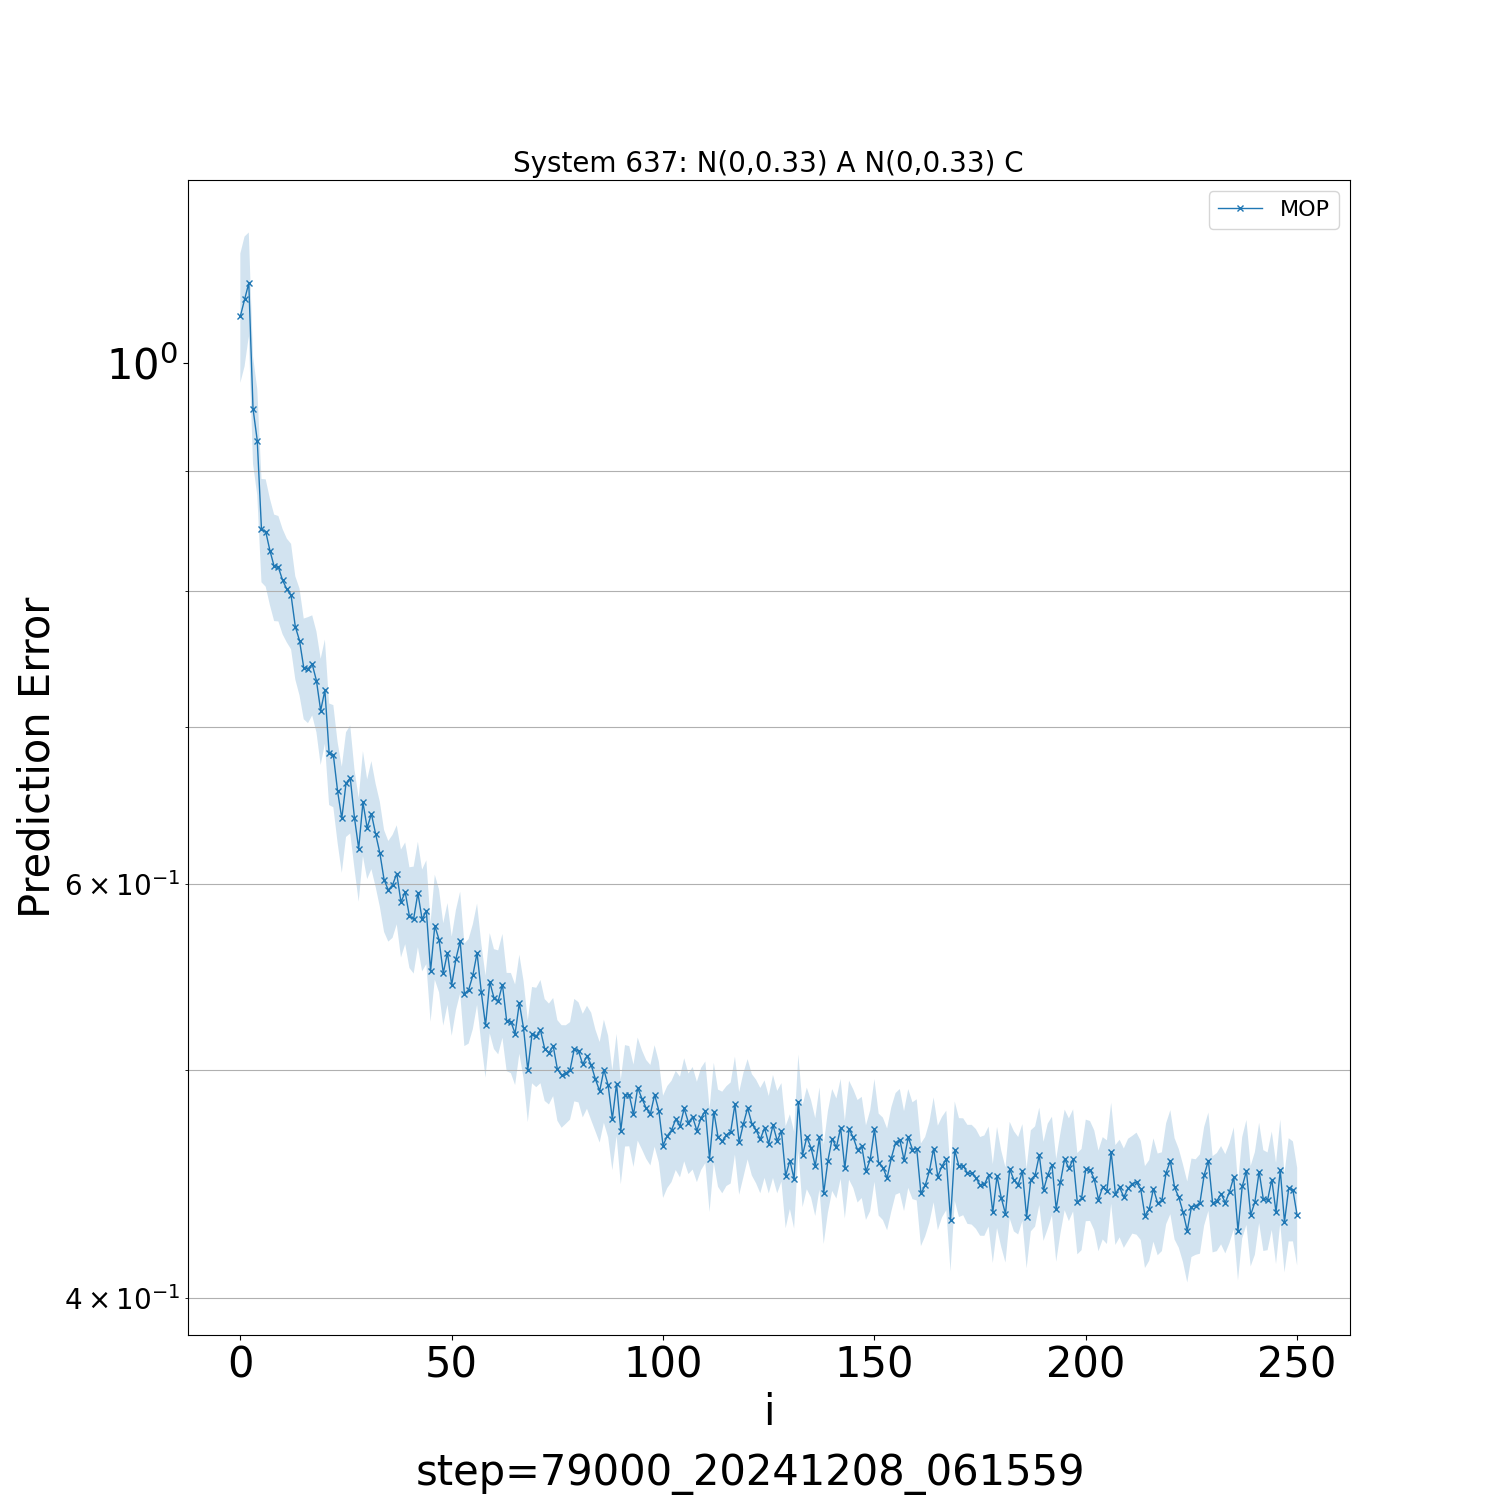 System 637: N(0,0.33) A N(0,0.33) C
MOP
10⁰
6 × 10⁻¹
4 × 10⁻¹
Prediction Error
0 50 100 150 200 250
i
step=79000_20241208_061559